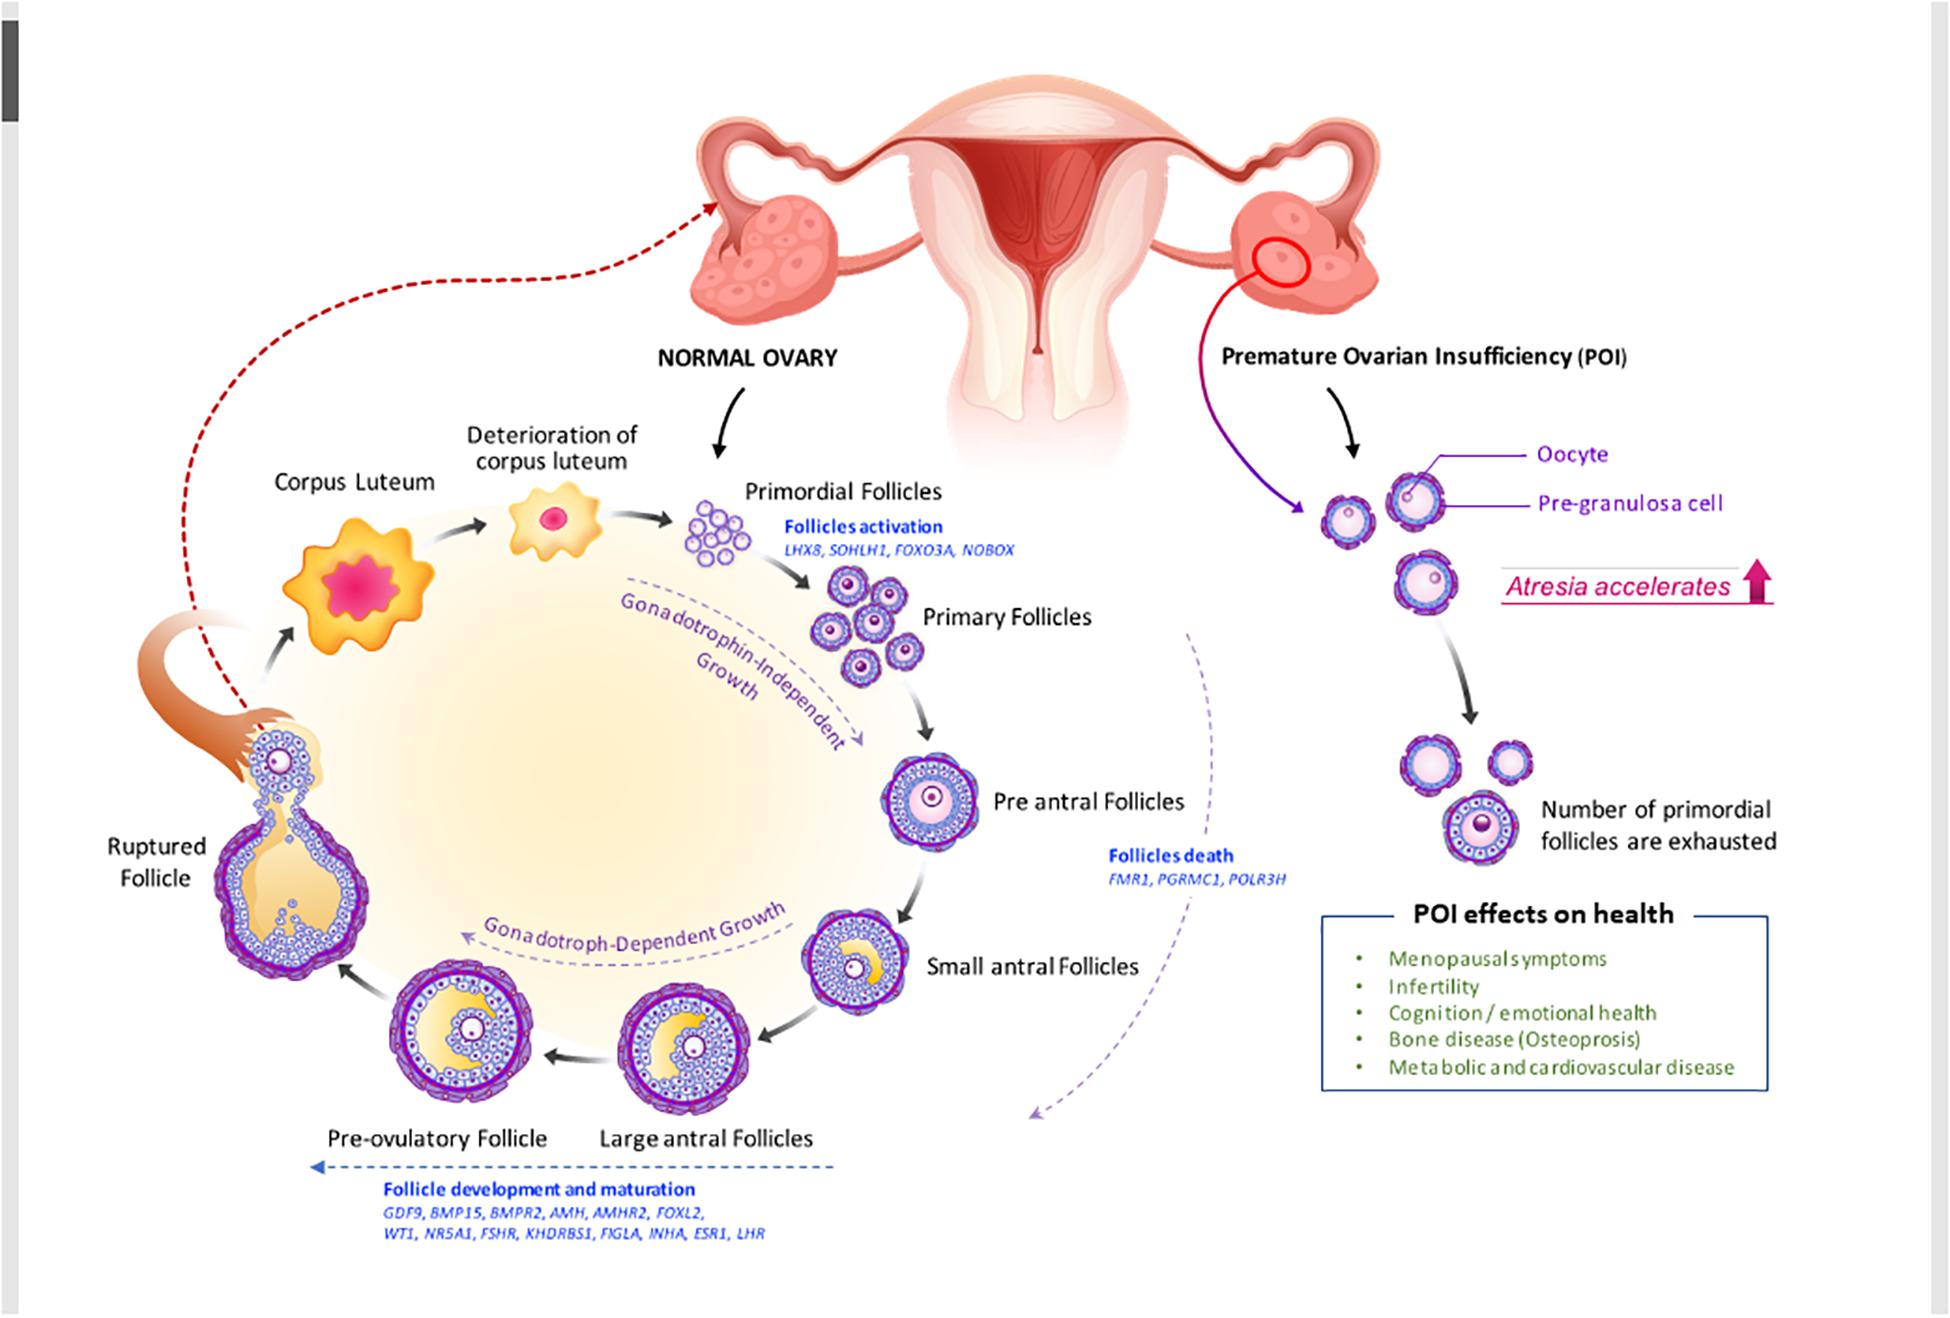 NORMAL OVARY
Premature Ovarian Insufficiency (POI)
Deterioration of
corpus luteum
Corpus Luteum
Primordial Follicles
Follicles activation
LHX8, SOHLH1, FOXO3A, NOBOX
Primary Follicles
Gonadotrophin-Independent
Growth
Pre antral Follicles
Follicles death
FMR1, PGRMC1, POLR3H
Small antral Follicles
Gonadotroph-Dependent Growth
Ruptured
Follicle
Pre-ovulatory Follicle
Large antral Follicles
Follicle development and maturation
GDF9, BMP15, BMPR2, AMH, AMHR2, FOXL2,
WT1, NR5A1, FSHR, KHDRBS1, FIGLA, INHA, ESR1, LHR
Oocyte
Pre-granulosa cell
Atresia accelerates
Number of primordial
follicles are exhausted
POI effects on health
• Menopausal symptoms
• Infertility
• Cognition / emotional health
• Bone disease (Osteoprosis)
• Metabolic and cardiovascular disease